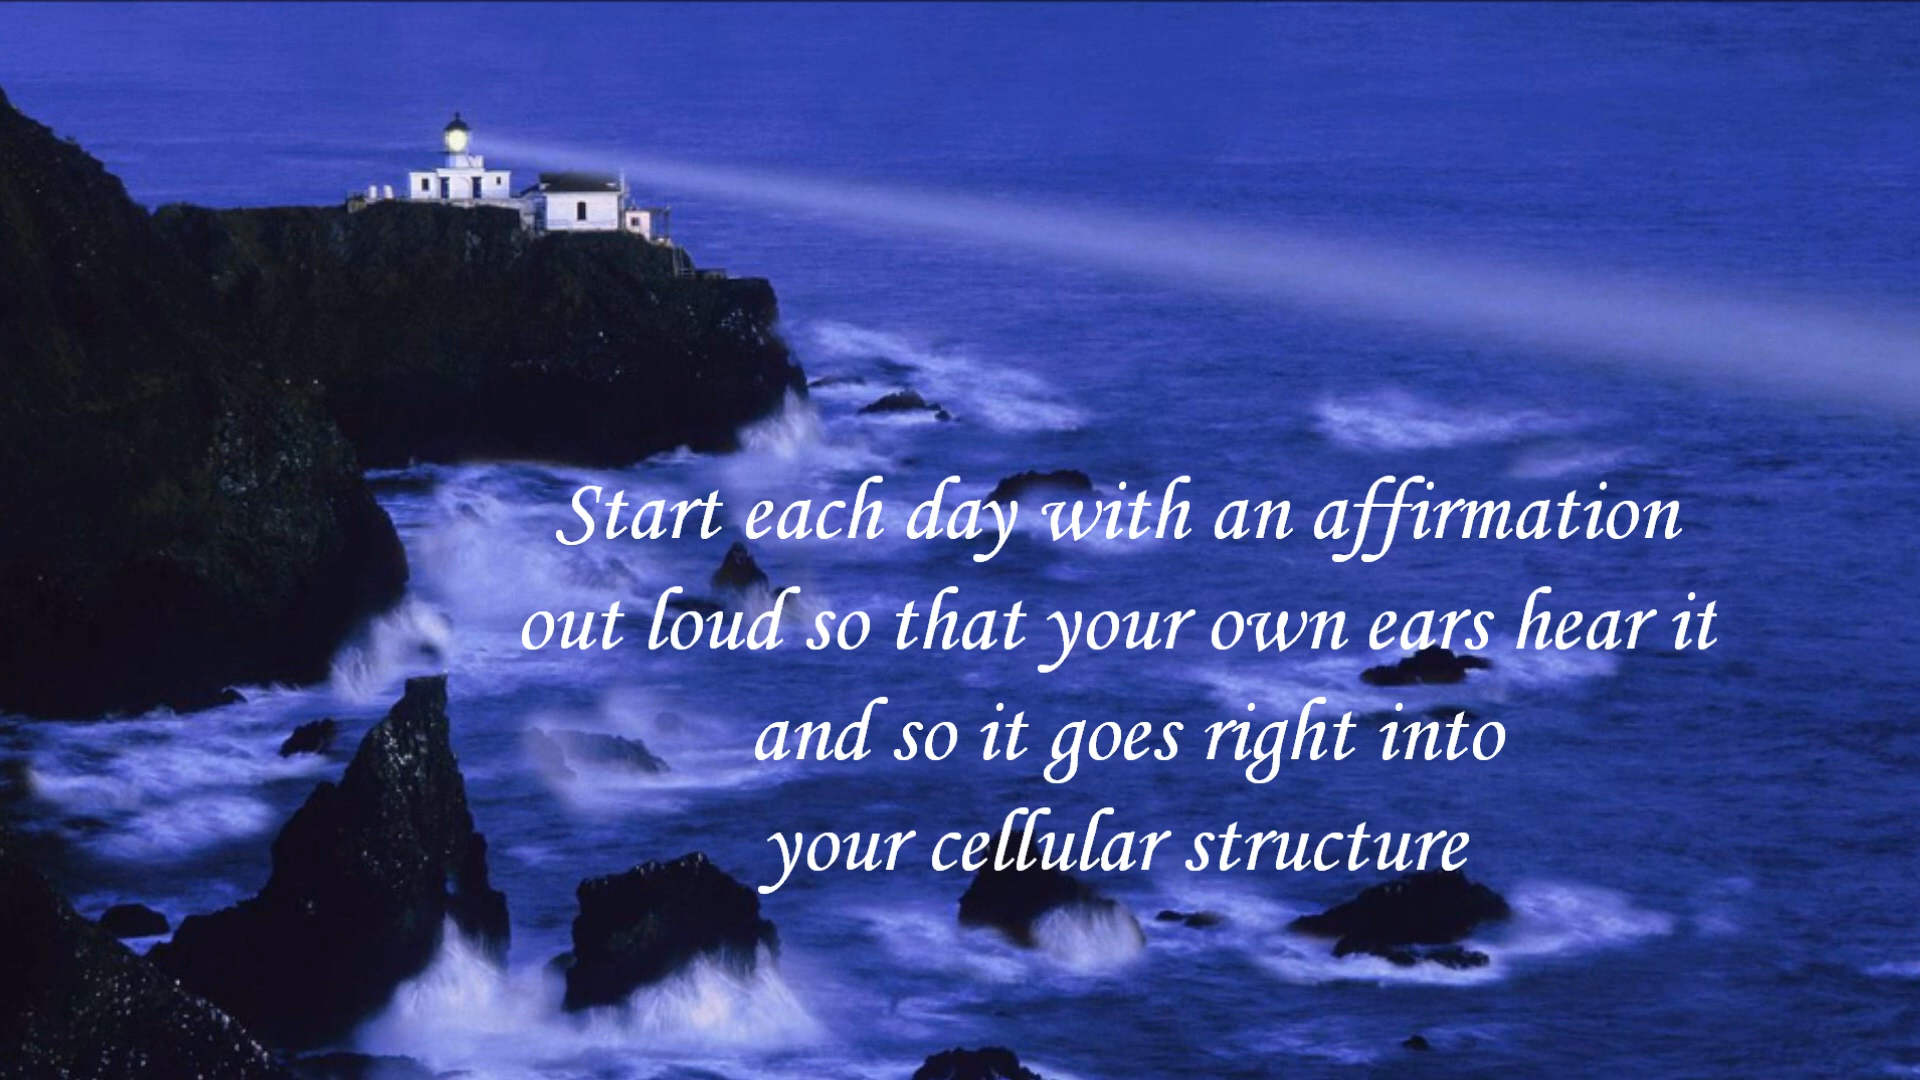 Start each day with an affirmation
out loud so that your own ears hear it
and so it goes right into
your cellular structure